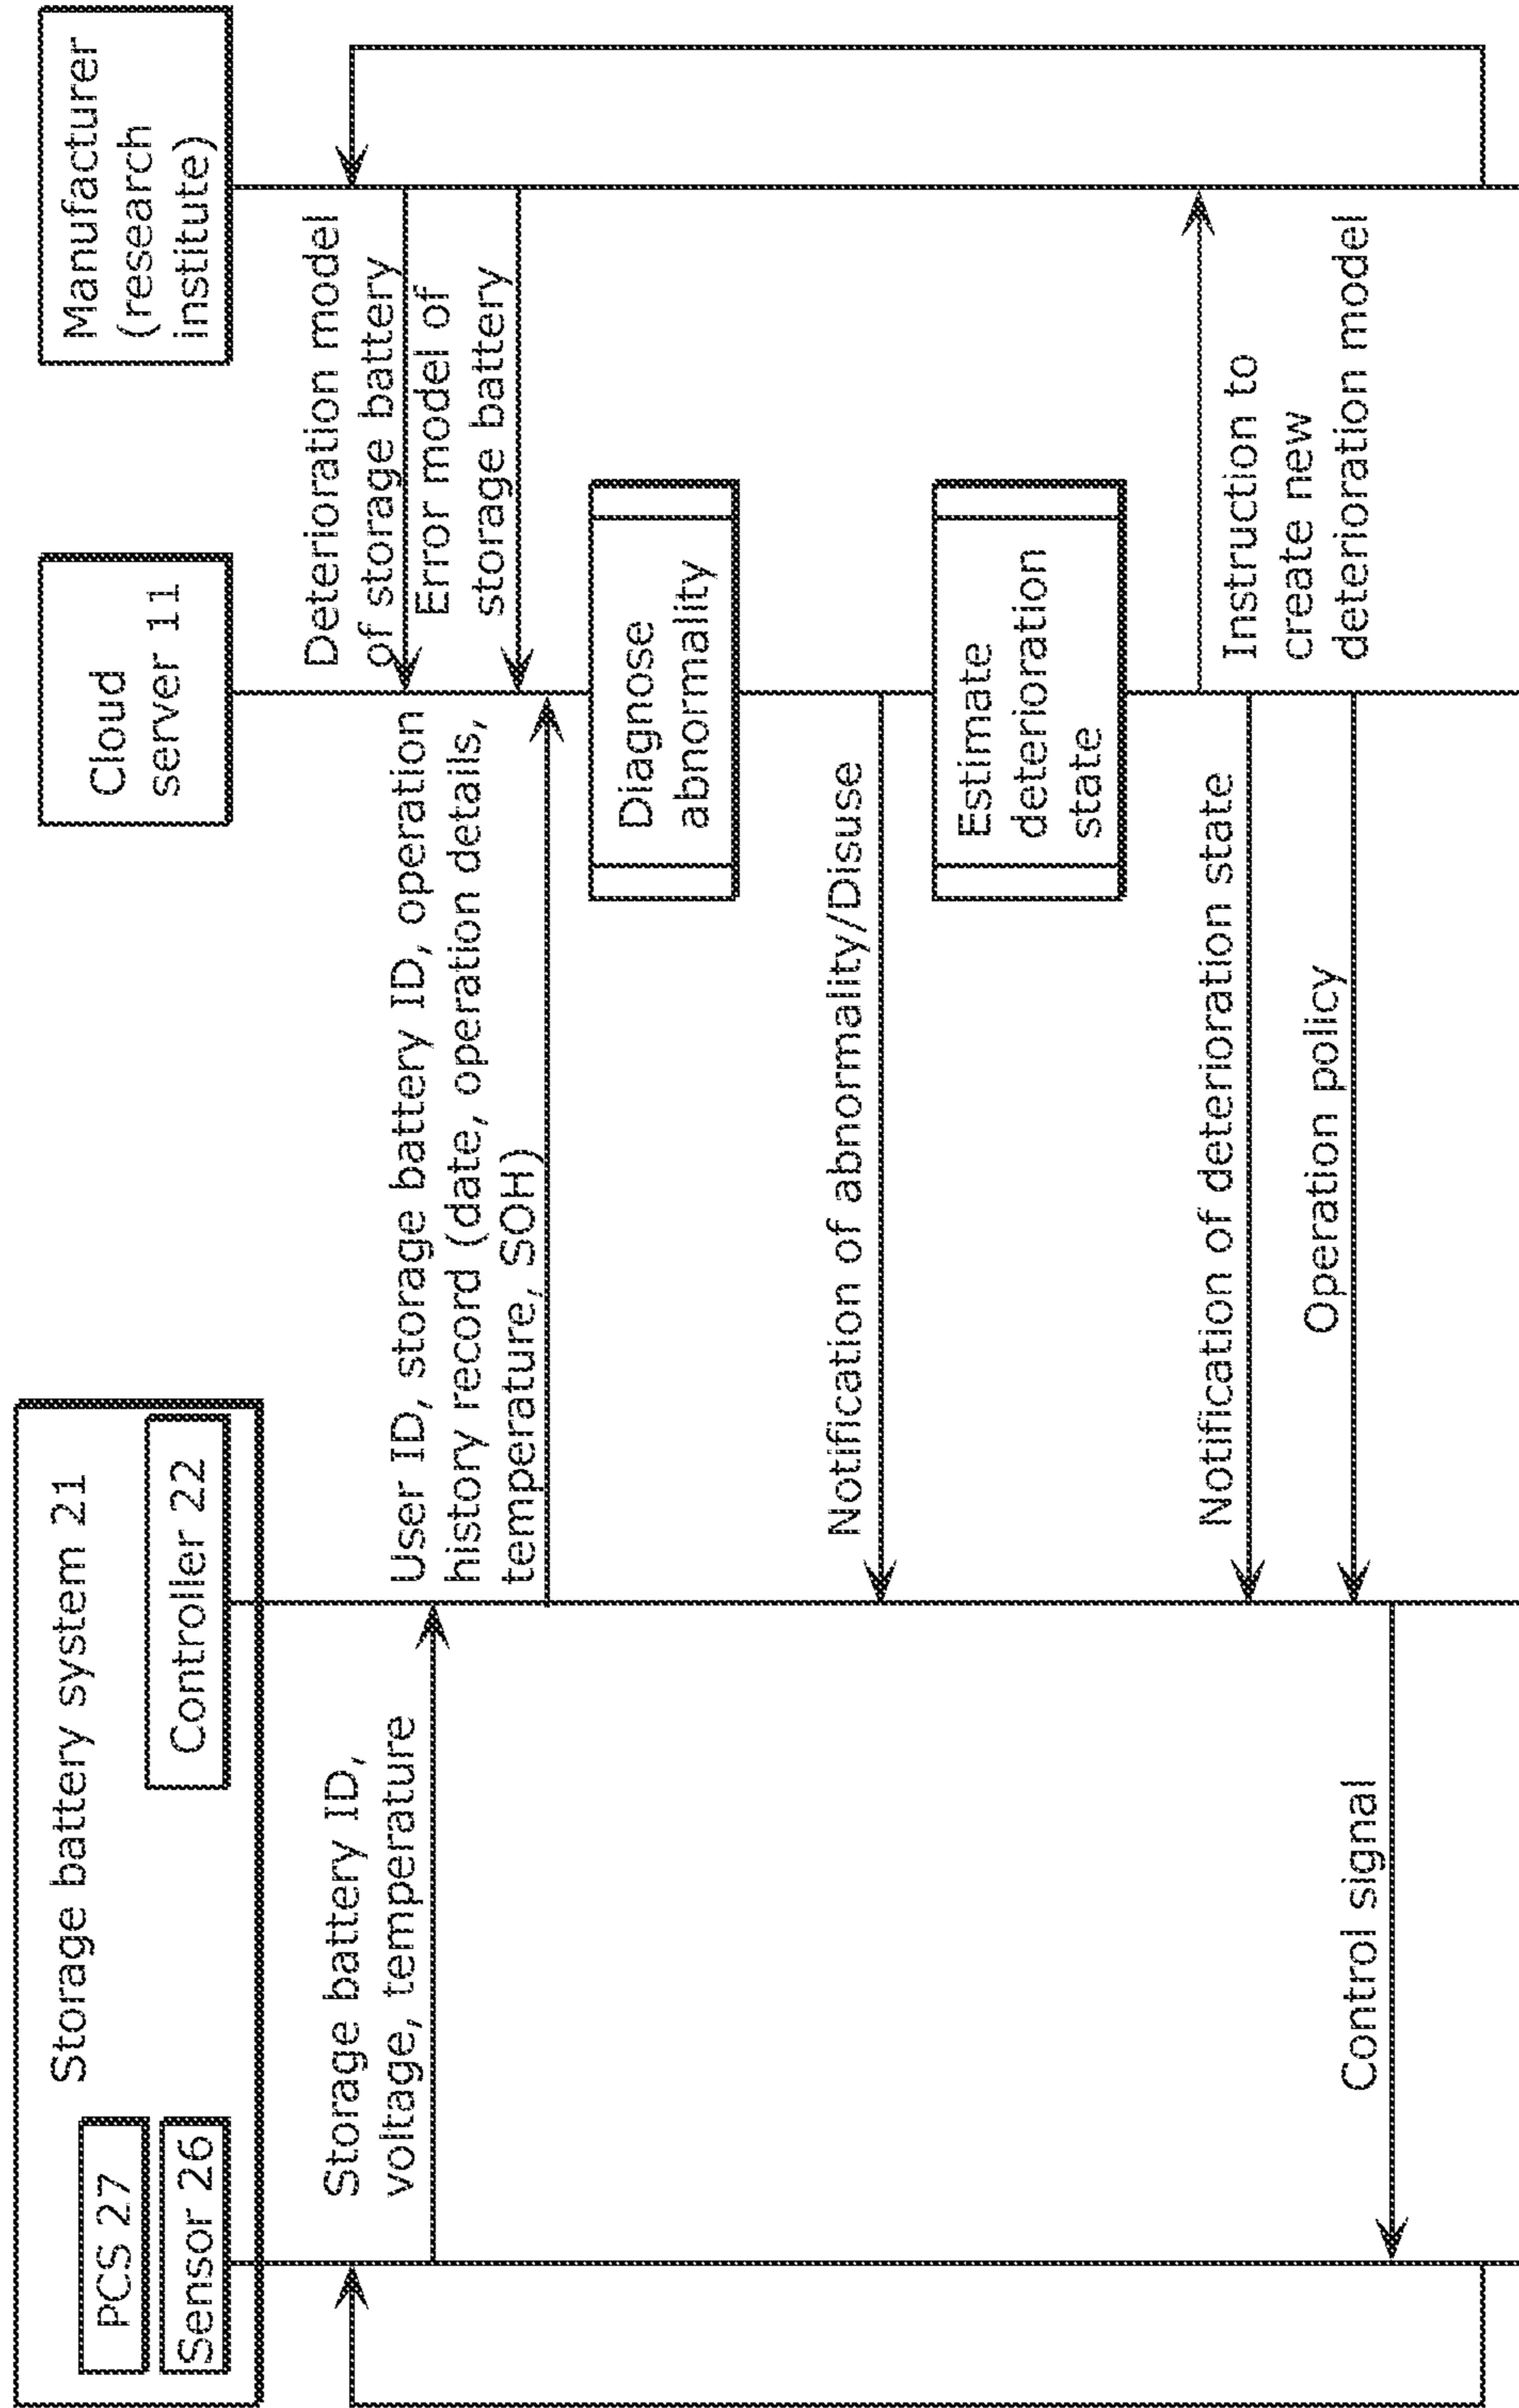 Storage battery system 21
PCS 27
Sensor 26
Controller 22
Cloud
server 11
Manufacturer
(research
institute)
Deterioration model
of storage battery
Error model of
storage battery
Storage battery ID,
voltage, temperature
User ID, storage battery ID, operation
history record (date, operation details,
temperature, SOH)
Diagnose
abnormality
Notification of abnormality/Disuse
Estimate
deterioration
state
Instruction to
create new
deterioration model
Notification of deterioration state
Operation policy
Control signal